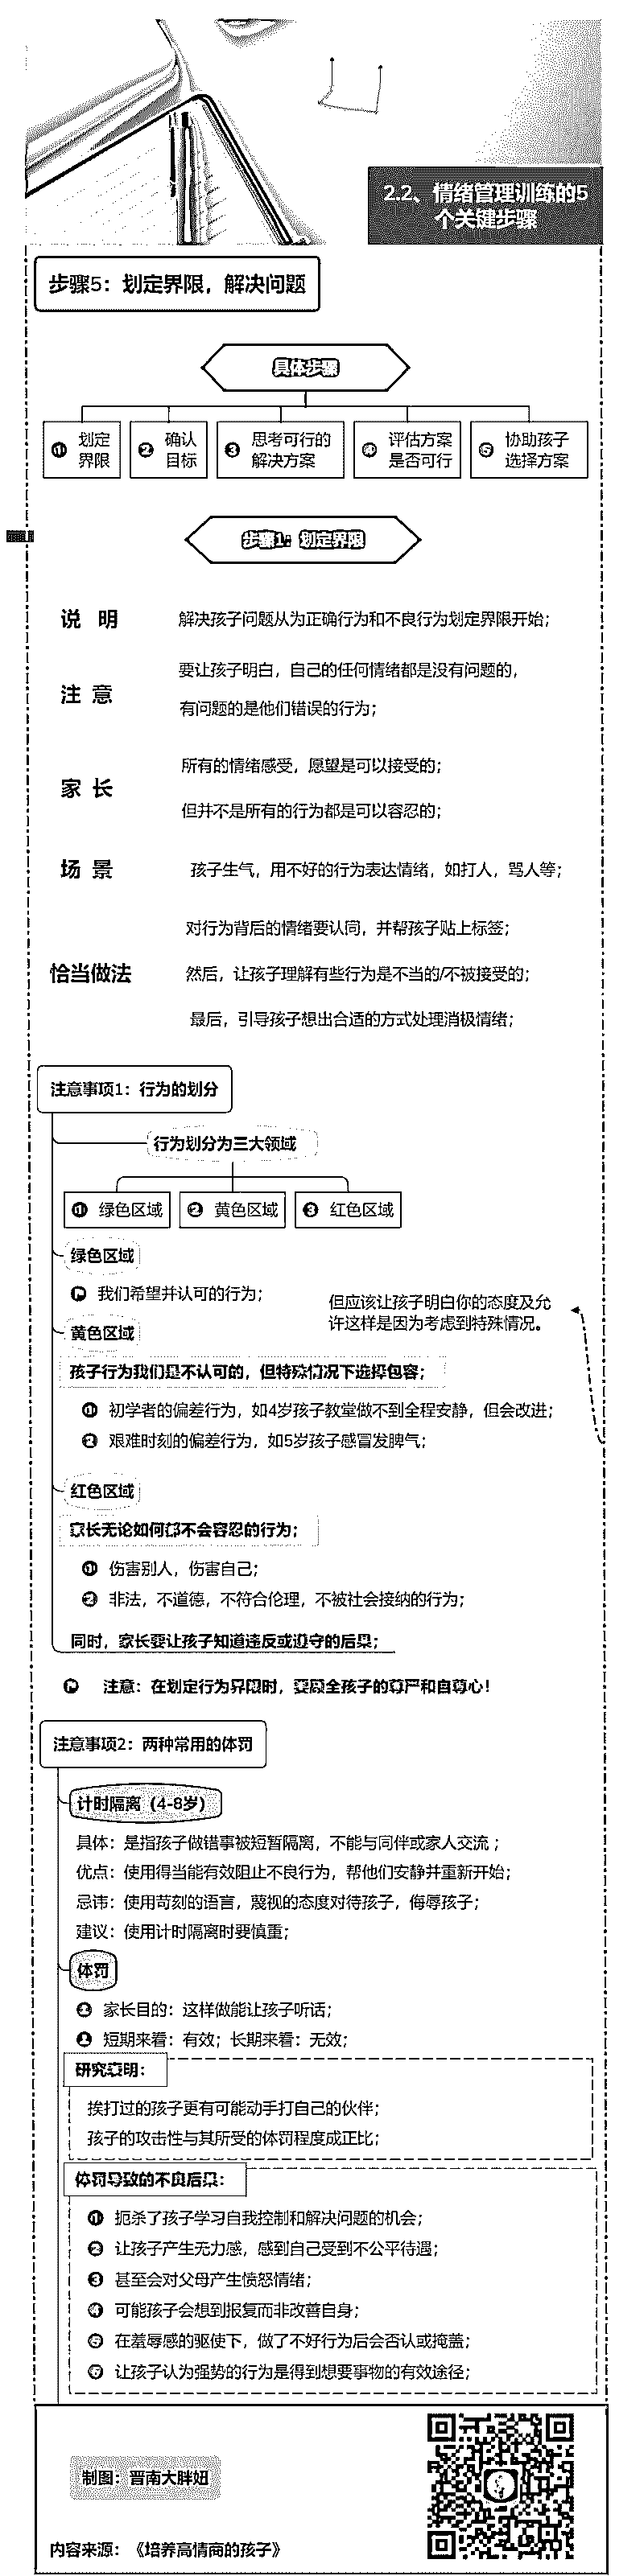 2.2、情绪管理训练的5
个关键步骤
步骤5：划定界限，解决问题
具体步骤
① 划定
界限
② 确认
目标
③ 思考可行的
解决方案
④ 评估方案
是否可行
⑤ 协助孩子
选择方案
步骤1：划定界限
说 明
解决孩子问题从为正确行为和不良行为划定界限开始；
注 意
要让孩子明白，自己的任何情绪都是没有问题的，
有问题的是他们错误的行为；
家 长
所有的情绪感受，愿望是可以接受的；
但并不是所有的行为都是可以容忍的；
场 景
孩子生气，用不好的行为表达情绪，如打人，骂人等；
恰当做法
对行为背后的情绪要认同，并帮孩子贴上标签；
然后，让孩子理解有些行为是不当的/不被接受的；
最后，引导孩子想出合适的方式处理消极情绪；
注意事项1：行为的划分
行为划分为三大领域
① 绿色区域
② 黄色区域
③ 红色区域
绿色区域
我们希望并认可的行为；
但应该让孩子明白你的态度及允
许这样是因为考虑到特殊情况。
黄色区域
孩子行为我们是不认可的，但特殊情况下选择包容；
① 初学者的偏差行为，如4岁孩子教堂做不到全程安静，但会改进；
② 艰难时刻的偏差行为，如5岁孩子感冒发脾气；
红色区域
家长无论如何都不会容忍的行为；
① 伤害别人，伤害自己；
② 非法，不道德，不符合伦理，不被社会接纳的行为；
同时，家长要让孩子知道违反或遵守的后果；
注意：在划定行为界限时，要顾全孩子的尊严和自尊心！
注意事项2：两种常用的体罚
计时隔离（4-8岁）
具体：是指孩子做错事被短暂隔离，不能与同伴或家人交流；
优点：使用得当能有效阻止不良行为，帮他们安静并重新开始；
忌讳：使用苛刻的语言，蔑视的态度对待孩子，侮辱孩子；
建议：使用计时隔离时要慎重；
体罚
家长目的：这样做能让孩子听话；
短期来看：有效；长期来看：无效；
研究表明：
挨打过的孩子更有可能动手打自己的伙伴；
孩子的攻击性与其所受的体罚程度成正比；
体罚导致的不良后果：
① 扼杀了孩子学习自我控制和解决问题的机会；
② 让孩子产生无力感，感到自己受到不公平待遇；
③ 甚至会对父母产生愤怒情绪；
④ 可能孩子会想到报复而非改善自身；
⑤ 在羞辱感的驱使下，做了不好行为后会否认或掩盖；
⑥ 让孩子认为强势的行为是得到想要事物的有效途径；
制图：晋南大胖妞
内容来源：《培养高情商的孩子》